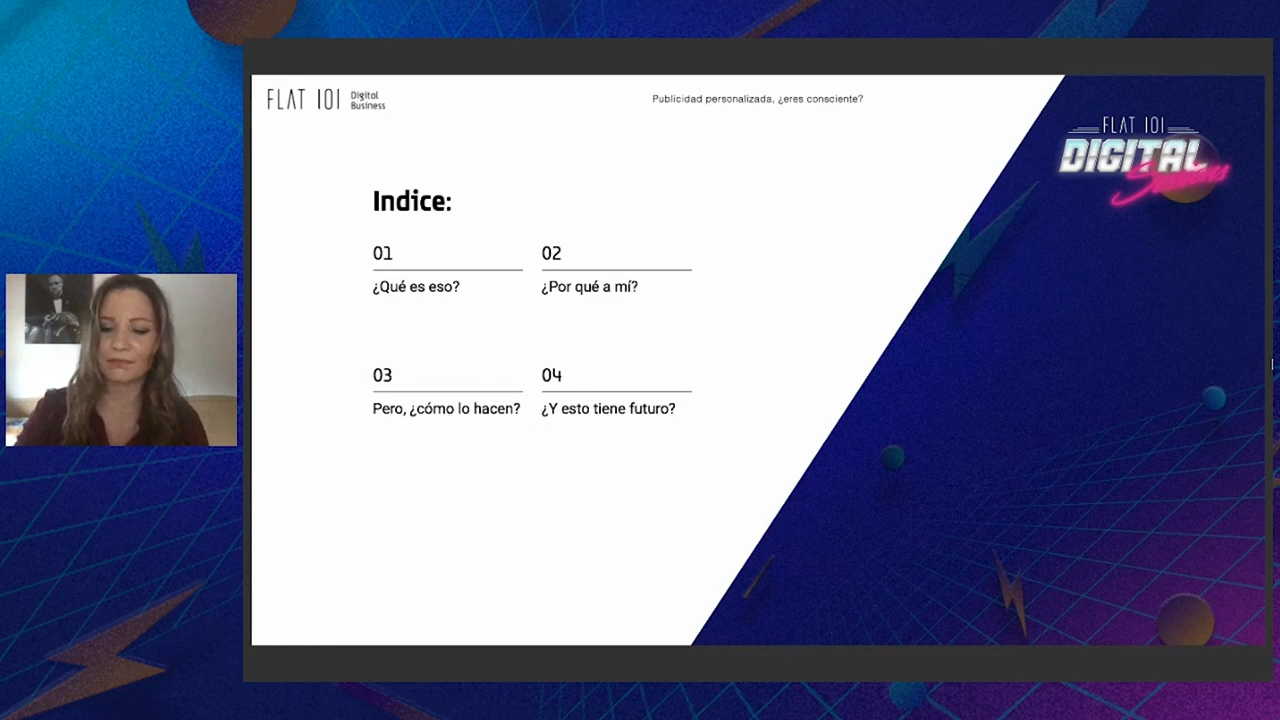 FLAT 101 Digital Business
Publicidad personalizada, ¿eres consciente?
FLAT 101
DIGITAL
Sessions
Indice:
01
¿Qué es eso?
02
¿Por qué a mí?
03
Pero, ¿cómo lo hacen?
04
¿Y esto tiene futuro?